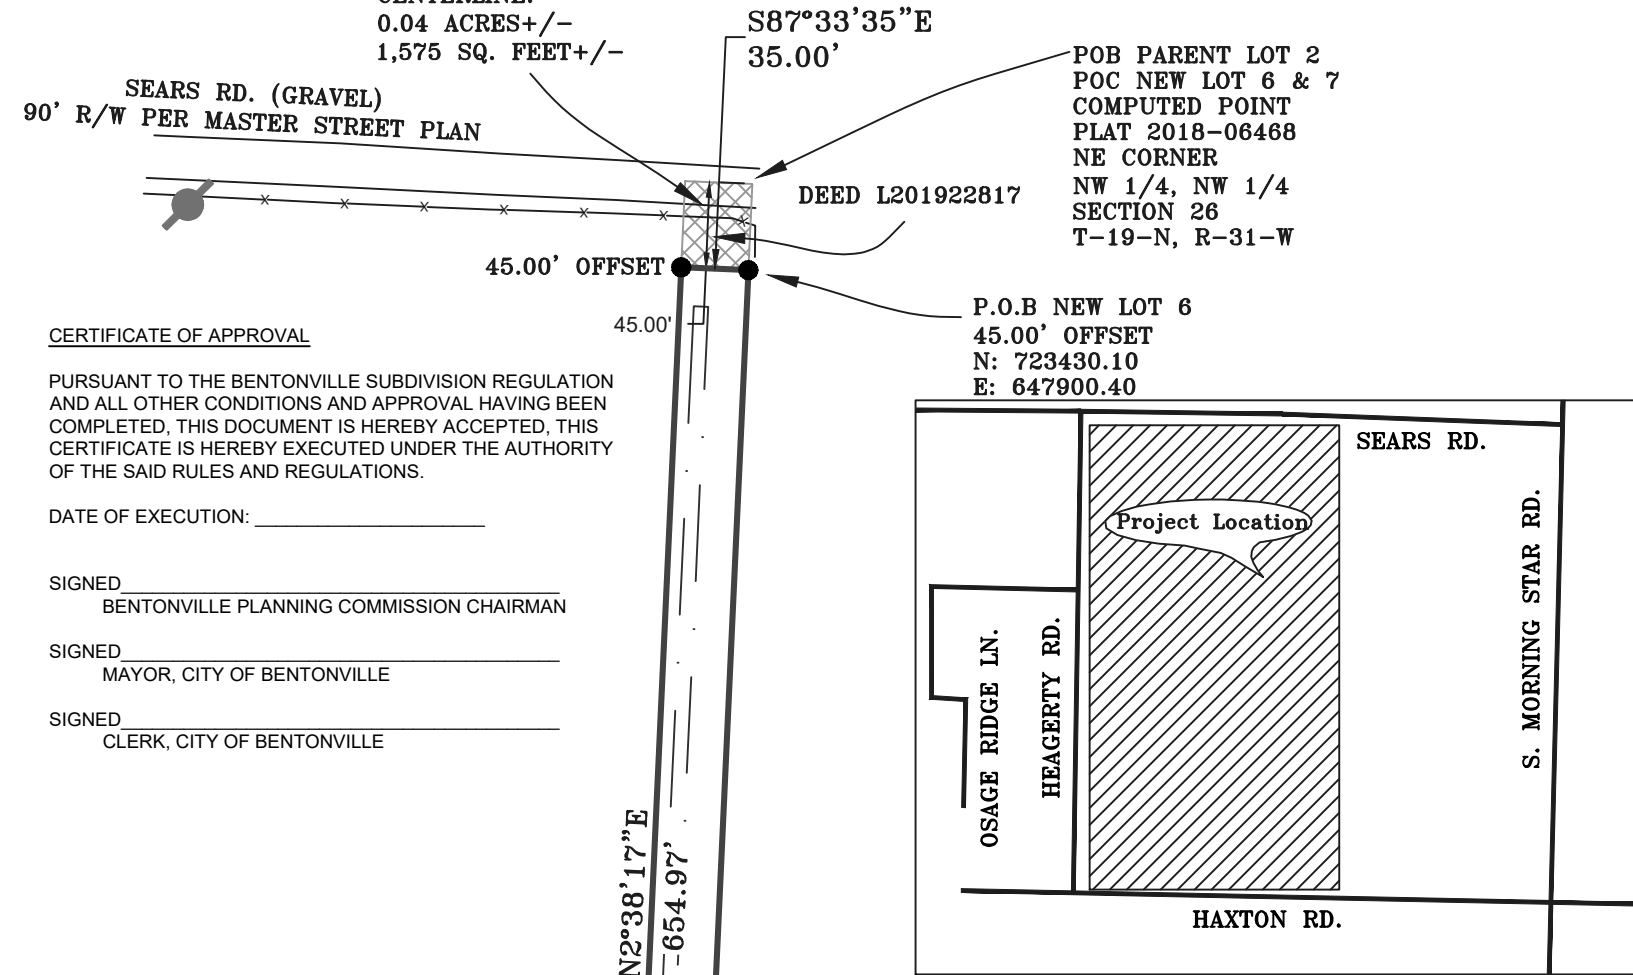 CENTERLINE:
0.04 ACRES+/-
1,575 SQ. FEET+/-
S87°33'35"E
35.00'
POB PARENT LOT 2
POC NEW LOT 6 & 7
COMPUTED POINT
PLAT 2018-06468
NE CORNER
NW 1/4, NW 1/4
SECTION 26
T-19-N, R-31-W
SEARS RD. (GRAVEL)
90' R/W PER MASTER STREET PLAN
DEED L201922817
45.00' OFFSET
45.00'
P.O.B NEW LOT 6
45.00' OFFSET
N: 723430.10
E: 647900.40
CERTIFICATE OF APPROVAL
PURSUANT TO THE BENTONVILLE SUBDIVISION REGULATION
AND ALL OTHER CONDITIONS AND APPROVAL HAVING BEEN
COMPLETED, THIS DOCUMENT IS HEREBY ACCEPTED, THIS
CERTIFICATE IS HEREBY EXECUTED UNDER THE AUTHORITY
OF THE SAID RULES AND REGULATIONS.
DATE OF EXECUTION: ______________________
SIGNED__________________________________________
BENTONVILLE PLANNING COMMISSION CHAIRMAN
SIGNED__________________________________________
MAYOR, CITY OF BENTONVILLE
SIGNED__________________________________________
CLERK, CITY OF BENTONVILLE
N2°38'17"E
654.97'
SEARS RD.
Project Location
S. MORNING STAR RD.
OSAGE RIDGE LN.
HEAGERTY RD.
HAXTON RD.